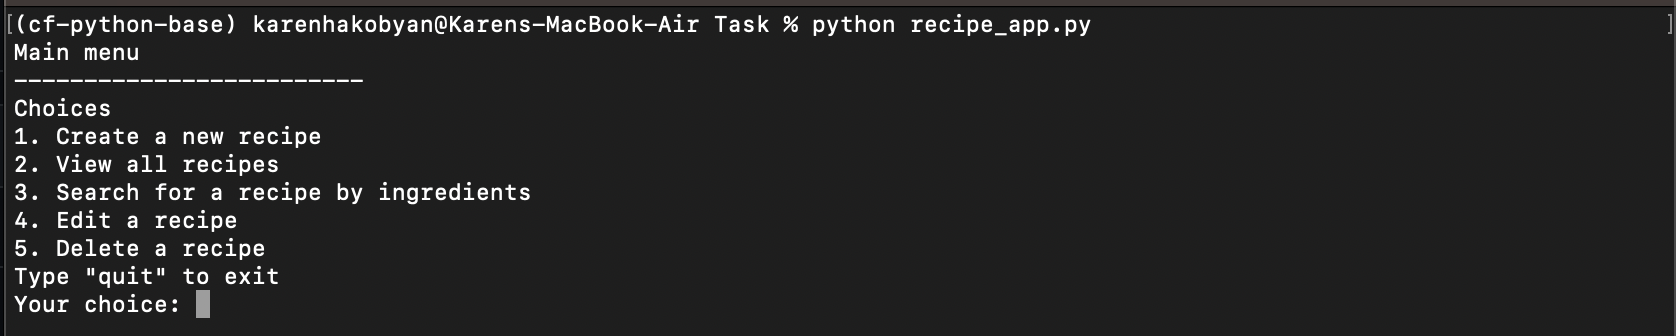 [(cf-python-base) karenhakobyan@Karens-MacBook-Air Task % python recipe_app.py ]
Main menu
-------------------------
Choices
1. Create a new recipe
2. View all recipes
3. Search for a recipe by ingredients
4. Edit a recipe
5. Delete a recipe
Type "quit" to exit
Your choice: